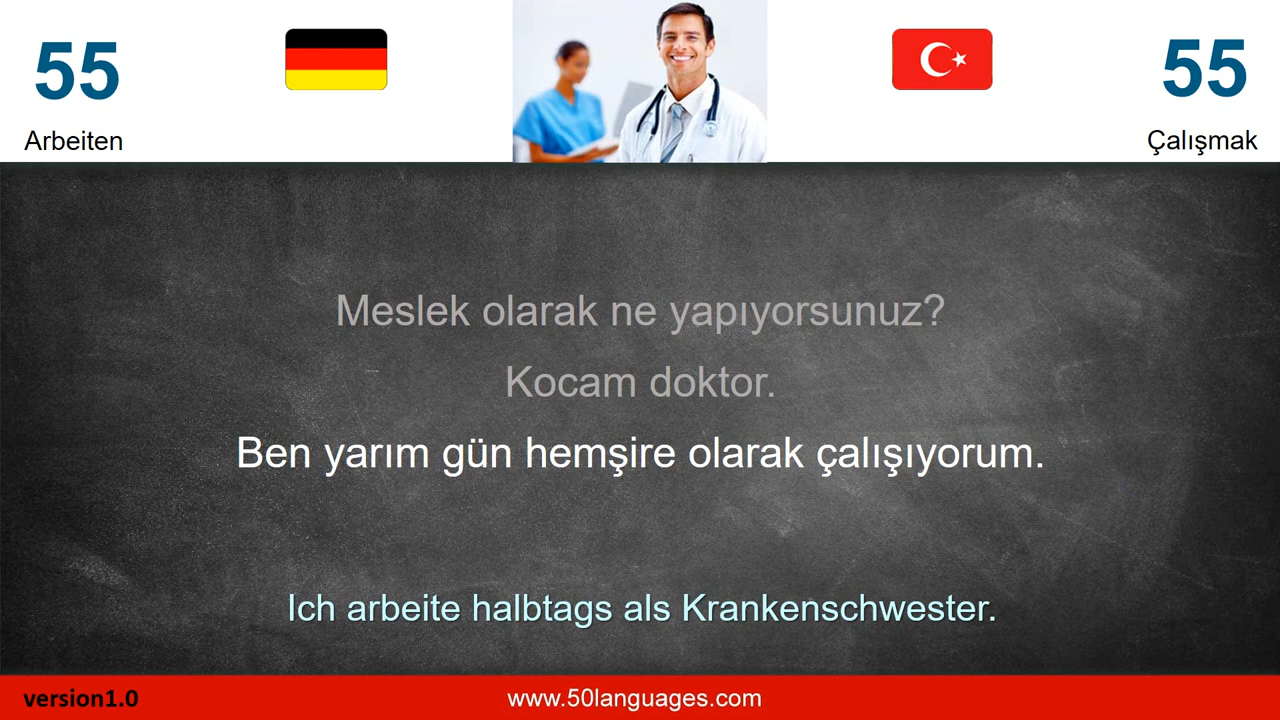 55
Arbeiten
55
Çalışmak
Meslek olarak ne yapıyorsunuz?
Kocam doktor.
Ben yarım gün hemşire olarak çalışıyorum.
Ich arbeite halbtags als Krankenschwester.
version1.0
www.50languages.com